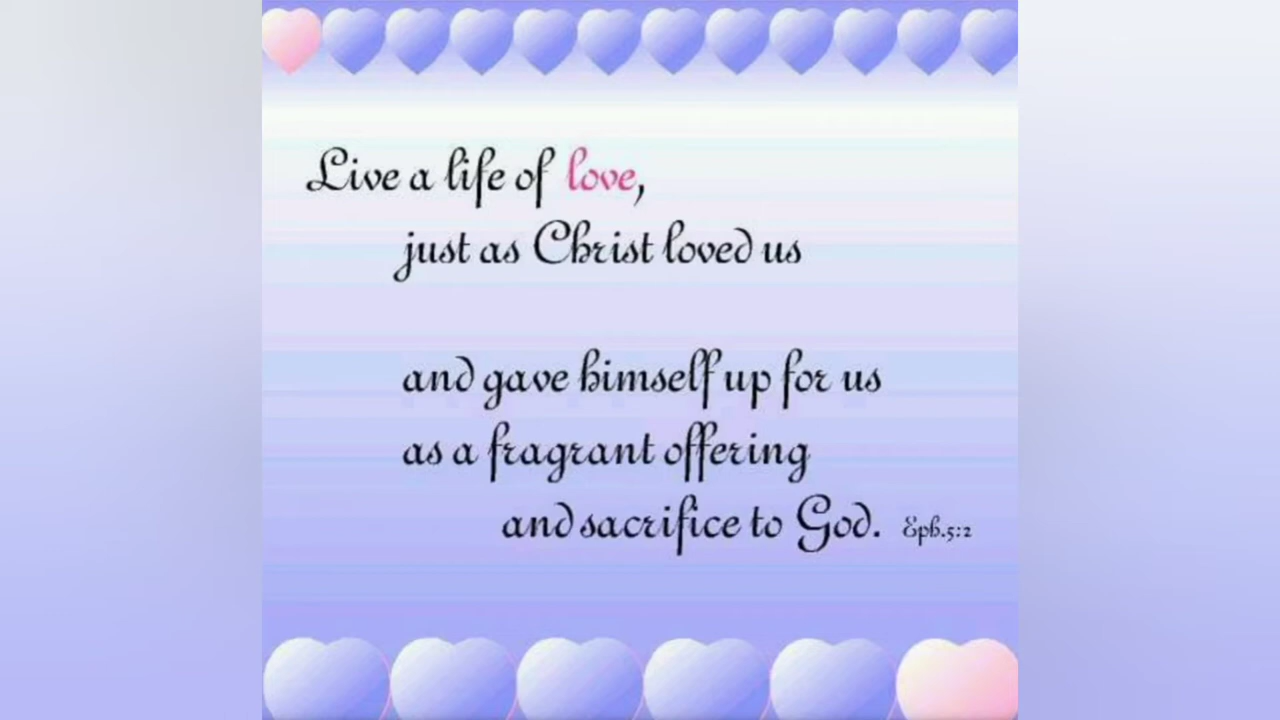 Live a life of love,
just as Christ loved us
and gave himself up for us
as a fragrant offering
and sacrifice to God. Eph.5:2